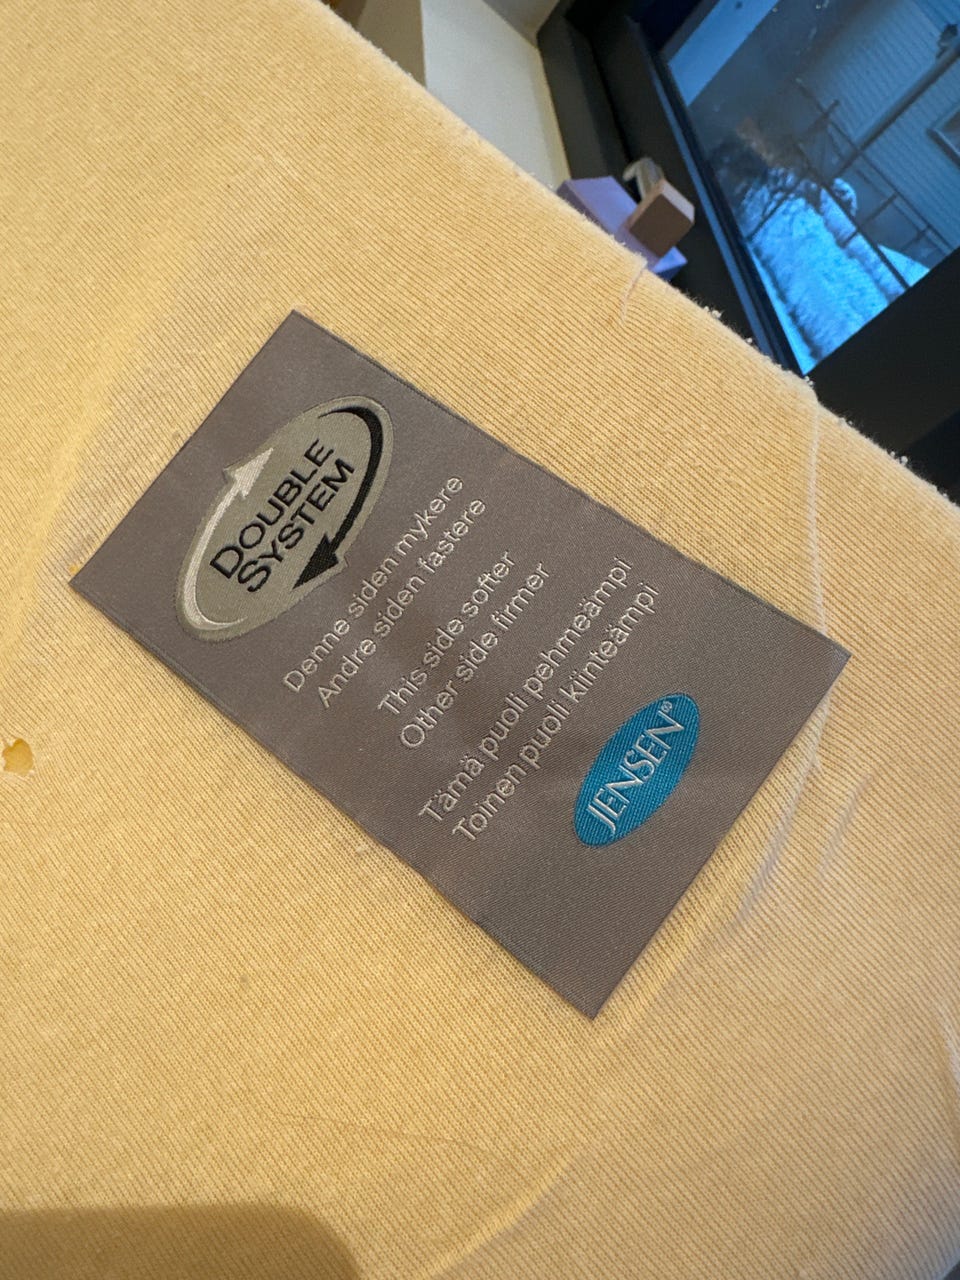 DOUBLE
SYSTEM
Denne siden mykere
Andre siden fastere
This side softer
Other side firmer
Tämä puoli pehmeämpi
Toinen puoli kiinteämpi
JENSEN®